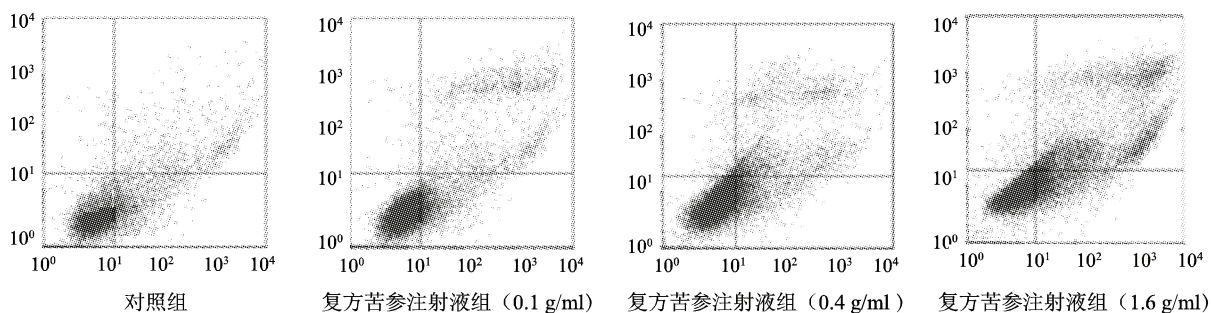 10⁴ 10⁴ 10⁴ 10⁴
10³ 10³ 10³ 10³
10² 10² 10² 10²
10¹ 10¹ 10¹ 10¹
10⁰ 10⁰ 10⁰ 10⁰
10⁰ 10¹ 10² 10³ 10⁴ 10⁰ 10¹ 10² 10³ 10⁴ 10⁰ 10¹ 10² 10³ 10⁴ 10⁰ 10¹ 10² 10³ 10⁴
对照组 复方苦参注射液组（0.1 g/ml） 复方苦参注射液组（0.4 g/ml ） 复方苦参注射液组（1.6 g/ml）